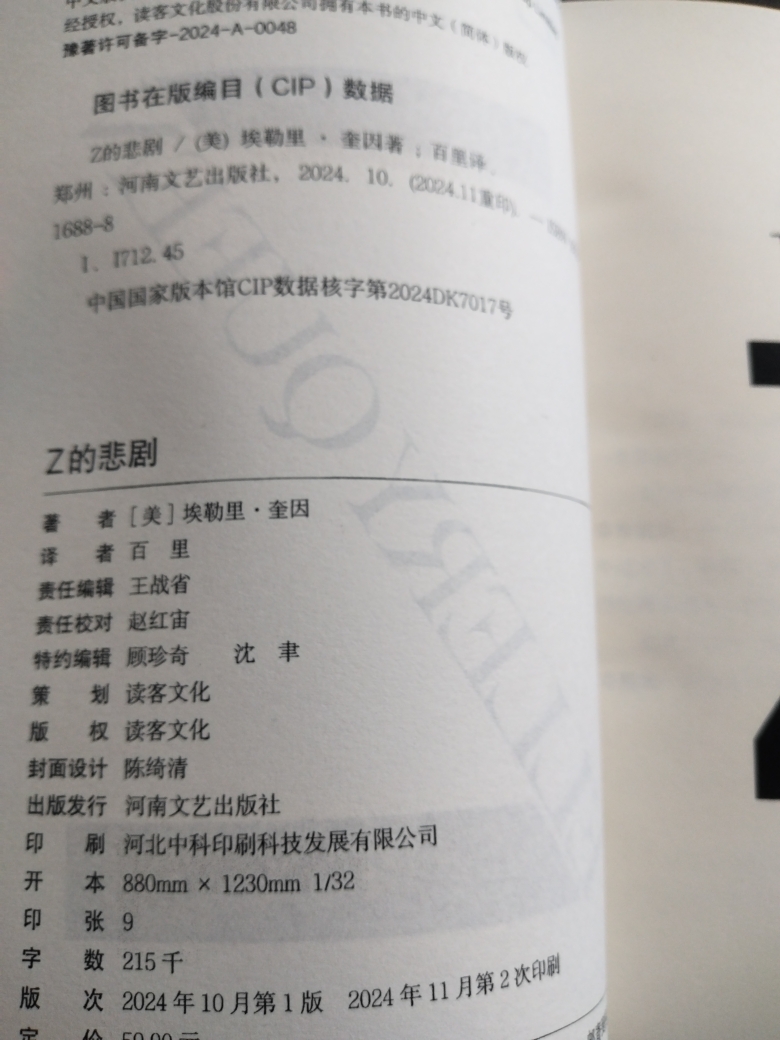 经授权，读客文化股份有限公司拥有本书的中文（简体）版权
豫著许可备字-2024-A-0048
图书在版编目（CIP）数据
Z的悲剧 / (美) 埃勒里·奎因著 ; 百里译.
郑州 : 河南文艺出版社, 2024. 10. (2024.11重印). —
1688-8
Ⅰ. I712.45
中国国家版本馆CIP数据核字第2024DK7017号
Z的悲剧
著 者 [美] 埃勒里·奎因
译 者 百 里
责任编辑 王战省
责任校对 赵红宙
特约编辑 顾珍奇 沈 聿
策 划 读客文化
版 权 读客文化
封面设计 陈绮清
出版发行 河南文艺出版社
印 刷 河北中科印刷科技发展有限公司
开 本 880mm × 1230mm 1/32
印 张 9
字 数 215千
版 次 2024年10月第1版 2024年11月第2次印刷
定 价